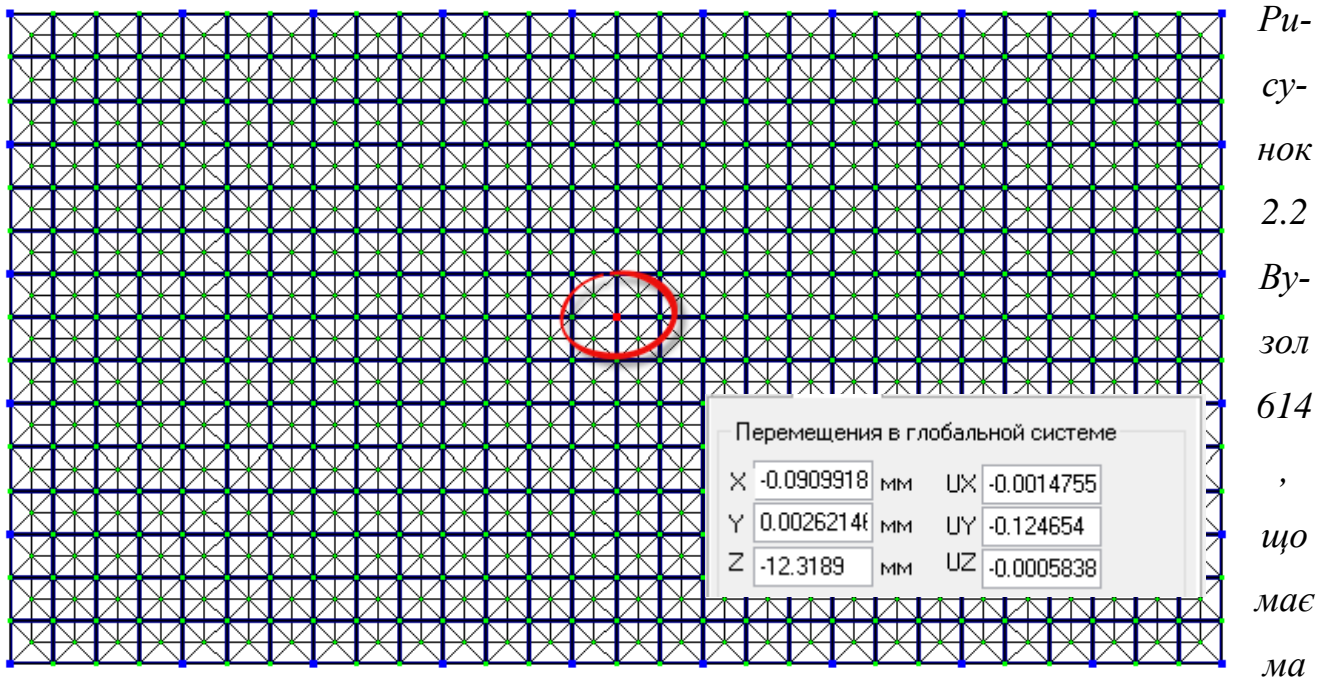 Ри-
су-
нок
2.2
Ву-
зол
614
,
що
має
ма
Перемещения в глобальной системе
X -0.0909918 мм UX -0.0014755
Y 0.0026214 мм UY -0.124654
Z -12.3189 мм UZ -0.0005838